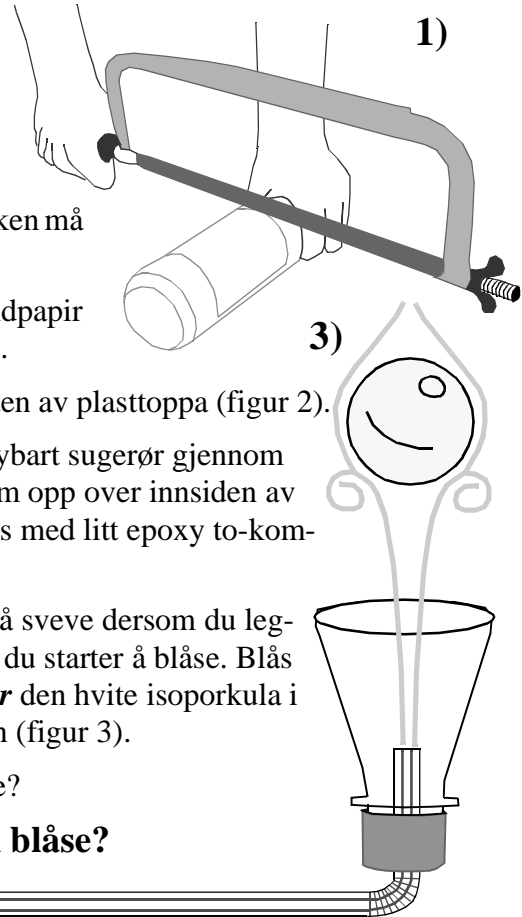 1)
ken må
dpapir
.
3)
en av plasttoppa (figur 2).
ybart sugerør gjennom
m opp over innsiden av
s med litt epoxy to-kom-
å sveve dersom du leg-
du starter å blåse. Blås
r den hvite isoporkula i
n (figur 3).
e?
blåse?